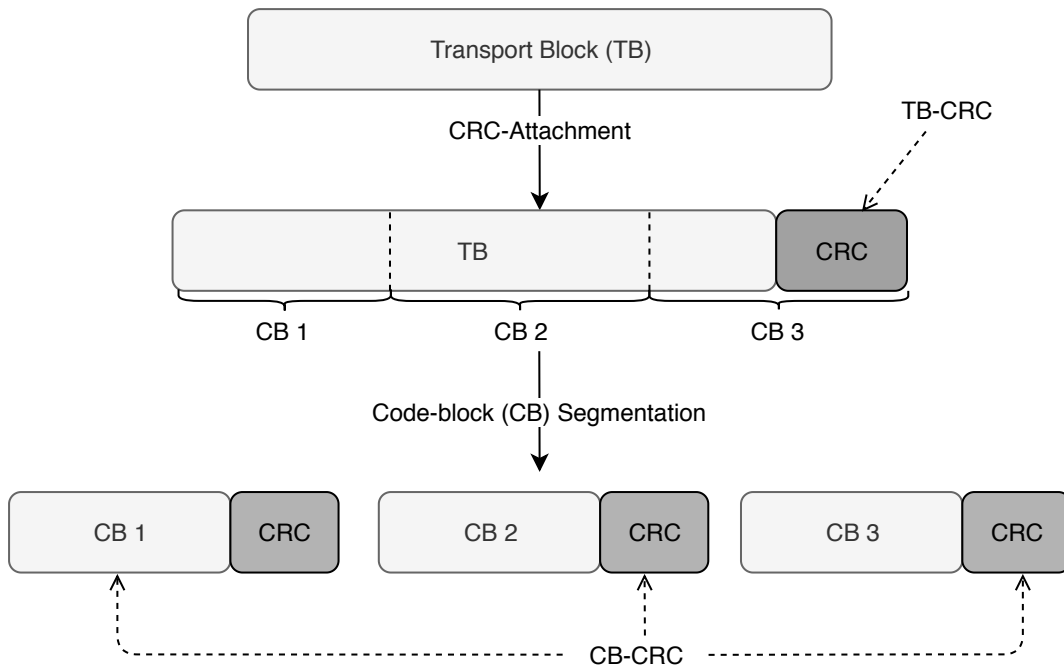 Transport Block (TB)
CRC-Attachment
TB-CRC
TB
CRC
CB 1
CB 2
CB 3
Code-block (CB) Segmentation
CB 1
CRC
CB 2
CRC
CB 3
CRC
CB-CRC